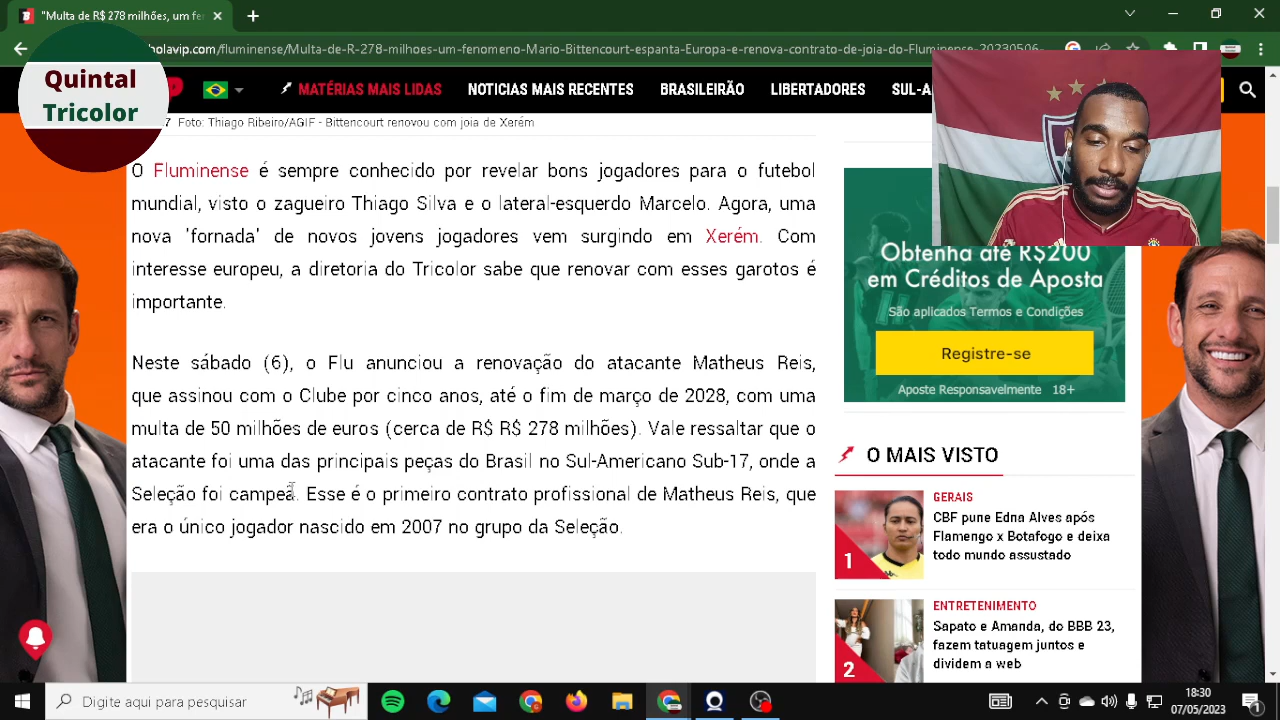 "Multa de R$ 278 milhões, um fe
bolavip.com/fluminense/Multa-de-R-278-milhoes-um-fenomeno-Mario-Bittencourt-espanta-Europa-e-renova-contrato-de-joia-do-Fluminense-20230506-
Quintal
Tricolor
MATÉRIAS MAIS LIDAS
NOTICIAS MAIS RECENTES
BRASILEIRÃO
LIBERTADORES
SUL-A
7 Foto: Thiago Ribeiro/AGIF - Bittencourt renovou com joia de Xerém
O Fluminense é sempre conhecido por revelar bons jogadores para o futebol
mundial, visto o zagueiro Thiago Silva e o lateral-esquerdo Marcelo. Agora, uma
nova 'fornada' de novos jovens jogadores vem surgindo em Xerém. Com
interesse europeu, a diretoria do Tricolor sabe que renovar com esses garotos é
importante.
Neste sábado (6), o Flu anunciou a renovação do atacante Matheus Reis,
que assinou com o Clube por cinco anos, até o fim de março de 2028, com uma
multa de 50 milhões de euros (cerca de R$ R$ 278 milhões). Vale ressaltar que o
atacante foi uma das principais peças do Brasil no Sul-Americano Sub-17, onde a
Seleção foi campeã. Esse é o primeiro contrato profissional de Matheus Reis, que
era o único jogador nascido em 2007 no grupo da Seleção.
Obtenha até R$200
em Créditos de Aposta
São aplicados Termos e Condições
Registre-se
Aposte Responsavelmente 18+
O MAIS VISTO
1
GERAIS
CBF pune Edna Alves após
Flamengo x Botafogo e deixa
todo mundo assustado
2
ENTRETENIMENTO
Sapato e Amanda, do BBB 23,
fazem tatuagem juntos e
dividem a web
Digite aqui para pesquisar
18:30
07/05/2023
1